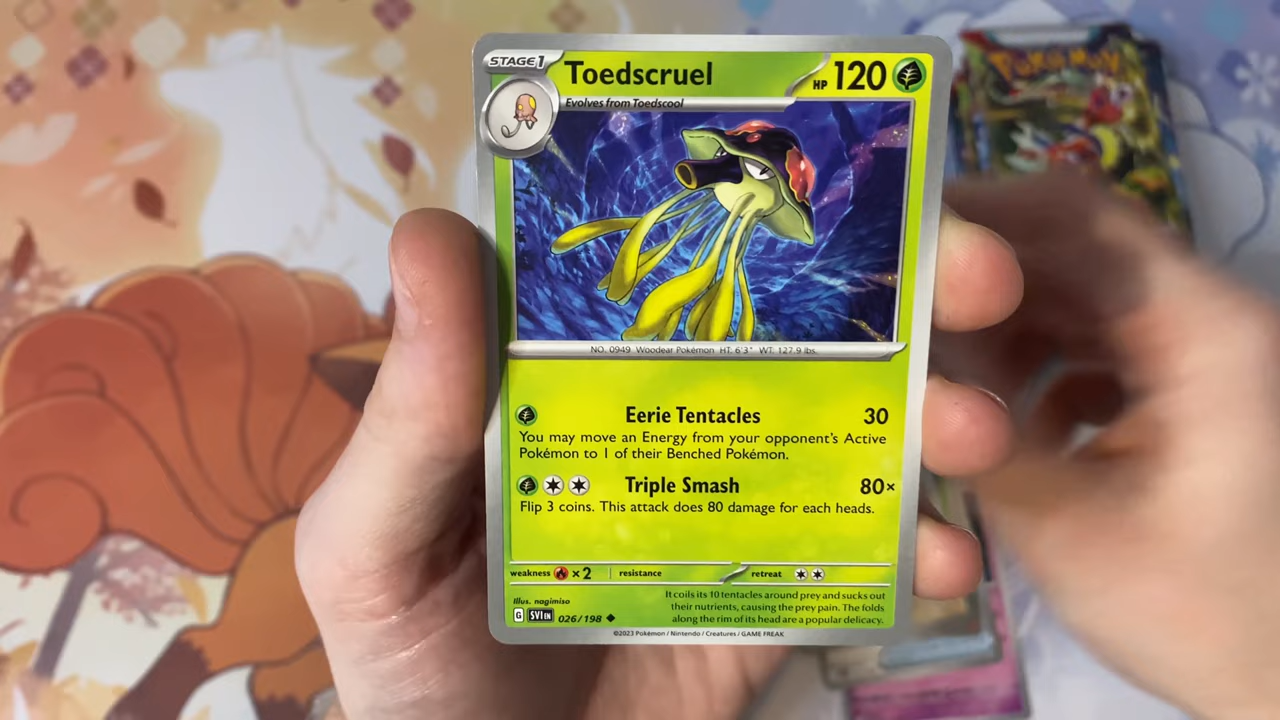 POKÉMON
STAGE1
Toedscruel
HP 120
Evolves from Toedscool
NO. 0949 Woodear Pokémon HT: 6'3" WT: 127.9 lbs.
Eerie Tentacles 30
You may move an Energy from your opponent's Active
Pokémon to 1 of their Benched Pokémon.
Triple Smash 80×
Flip 3 coins. This attack does 80 damage for each heads.
weakness ×2 resistance retreat
Illus. nagimiso
G SVI EN 026/198
It coils its 10 tentacles around prey and sucks out
their nutrients, causing the prey pain. The folds
along the rim of its head are a popular delicacy.
©2023 Pokémon / Nintendo / Creatures / GAME FREAK